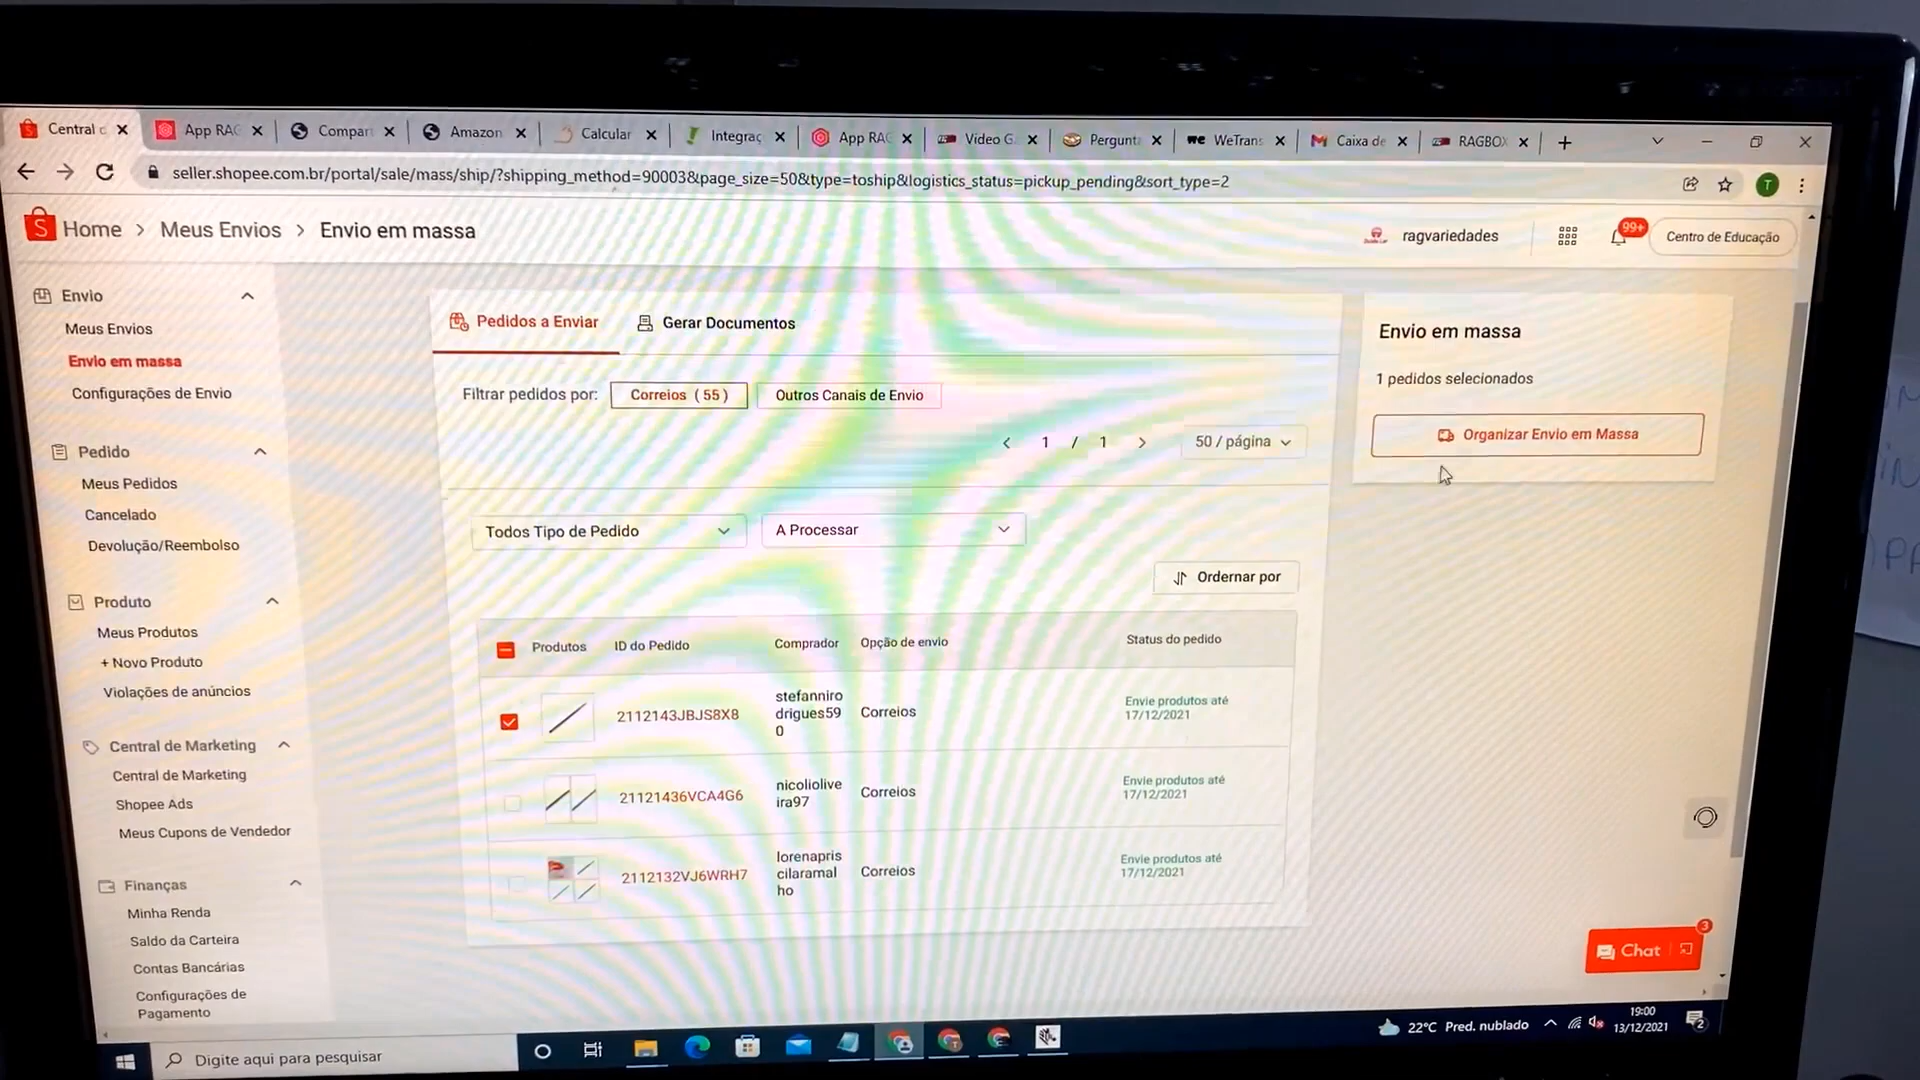 Central d
App RAG
Compar
Amazon
Calcular
Integraç
App RAG
Vídeo G
Pergunta
WeTrans
Caixa de
RAGBOX
seller.shopee.com.br/portal/sale/mass/ship/?shipping_method=90003&page_size=50&type=toship&logistics_status=pickup_pending&sort_type=2
T
Home > Meus Envios > Envio em massa
ragvariedades
99+
Centro de Educação
Envio
Meus Envios
Envio em massa
Configurações de Envio
Pedido
Meus Pedidos
Cancelado
Devolução/Reembolso
Produto
Meus Produtos
+ Novo Produto
Violações de anúncios
Central de Marketing
Central de Marketing
Shopee Ads
Meus Cupons de Vendedor
Finanças
Minha Renda
Saldo da Carteira
Contas Bancárias
Configurações de
Pagamento
Pedidos a Enviar
Gerar Documentos
Filtrar pedidos por:
Correios ( 55 )
Outros Canais de Envio
1 / 1
50 / página
Todos Tipo de Pedido
A Processar
Ordernar por
Produtos
ID do Pedido
Comprador
Opção de envio
Status do pedido
2112143JBJS8X8
stefanniro
drigues59
0
Correios
Envie produtos até
17/12/2021
21121436VCA4G6
nicoliolive
ira97
Correios
Envie produtos até
17/12/2021
2112132VJ6WRH7
lorenapris
cilaramal
ho
Correios
Envie produtos até
17/12/2021
Envio em massa
1 pedidos selecionados
Organizar Envio em Massa
Chat
3
Digite aqui para pesquisar
22°C Pred. nublado
19:00
13/12/2021
2